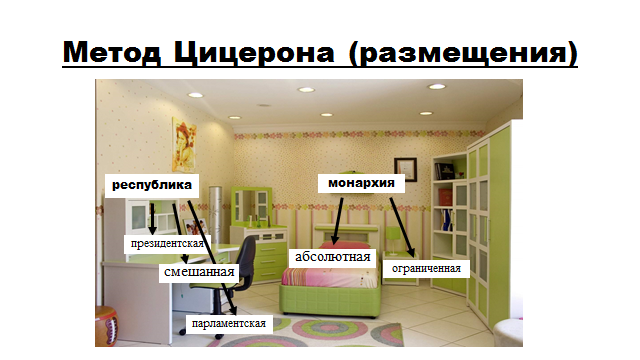 Метод Цицерона (размещения)
республика
монархия
президентская
смешанная
парламентская
абсолютная
ограниченная